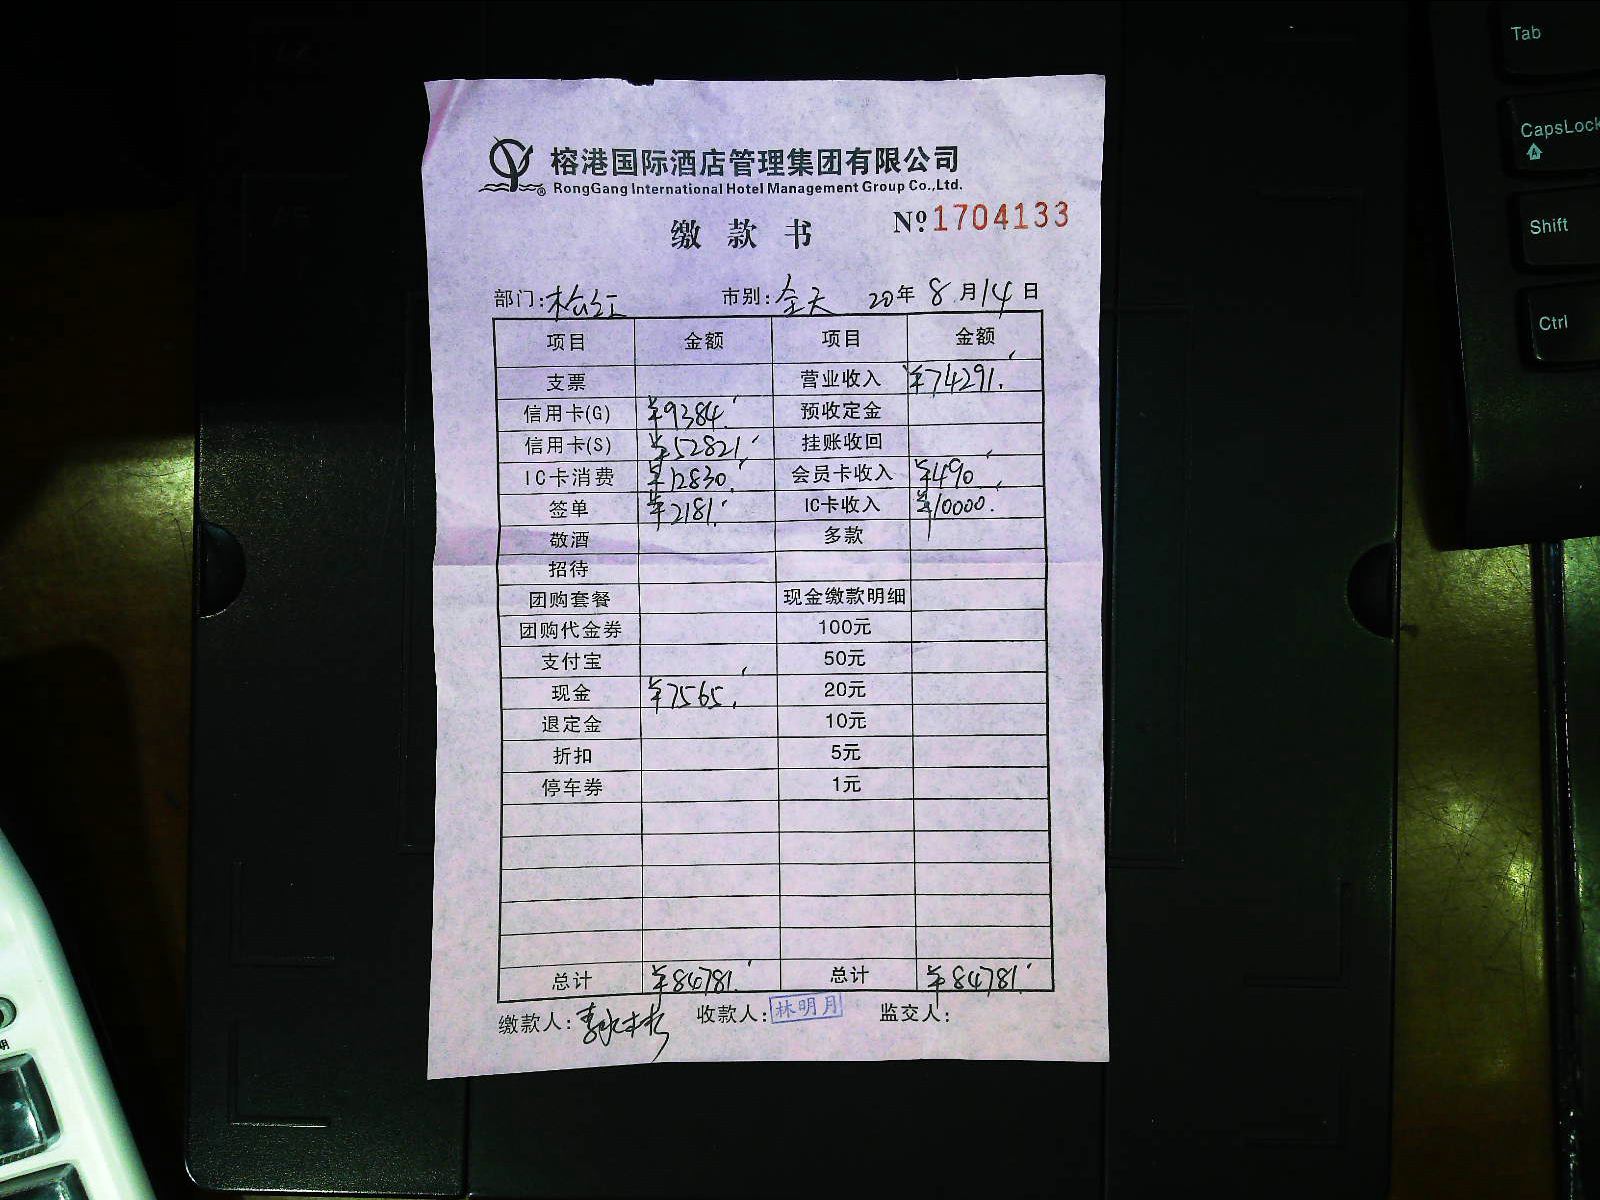 榕港国际酒店管理集团有限公司
RongGang International Hotel Management Group Co.,Ltd.
缴款书 №1704133
部门: 松江 市别: 全天 20年 8月 14日
项目 金额 项目 金额
支票 营业收入 ¥74291.
信用卡(G) ¥9384. 预收定金
信用卡(S) ¥52821. 挂账收回
IC卡消费 ¥12830. 会员卡收入 ¥490.
签单 ¥2181. IC卡收入 ¥10000.
敬酒 多款
招待
团购套餐 现金缴款明细
团购代金券 100元
支付宝 50元
现金 ¥7565. 20元
退定金 10元
折扣 5元
停车券 1元
总计 ¥84781. 总计 ¥84781.
缴款人: 收款人: 林明月 监交人:
Tab
CapsLock
Shift
Ctrl